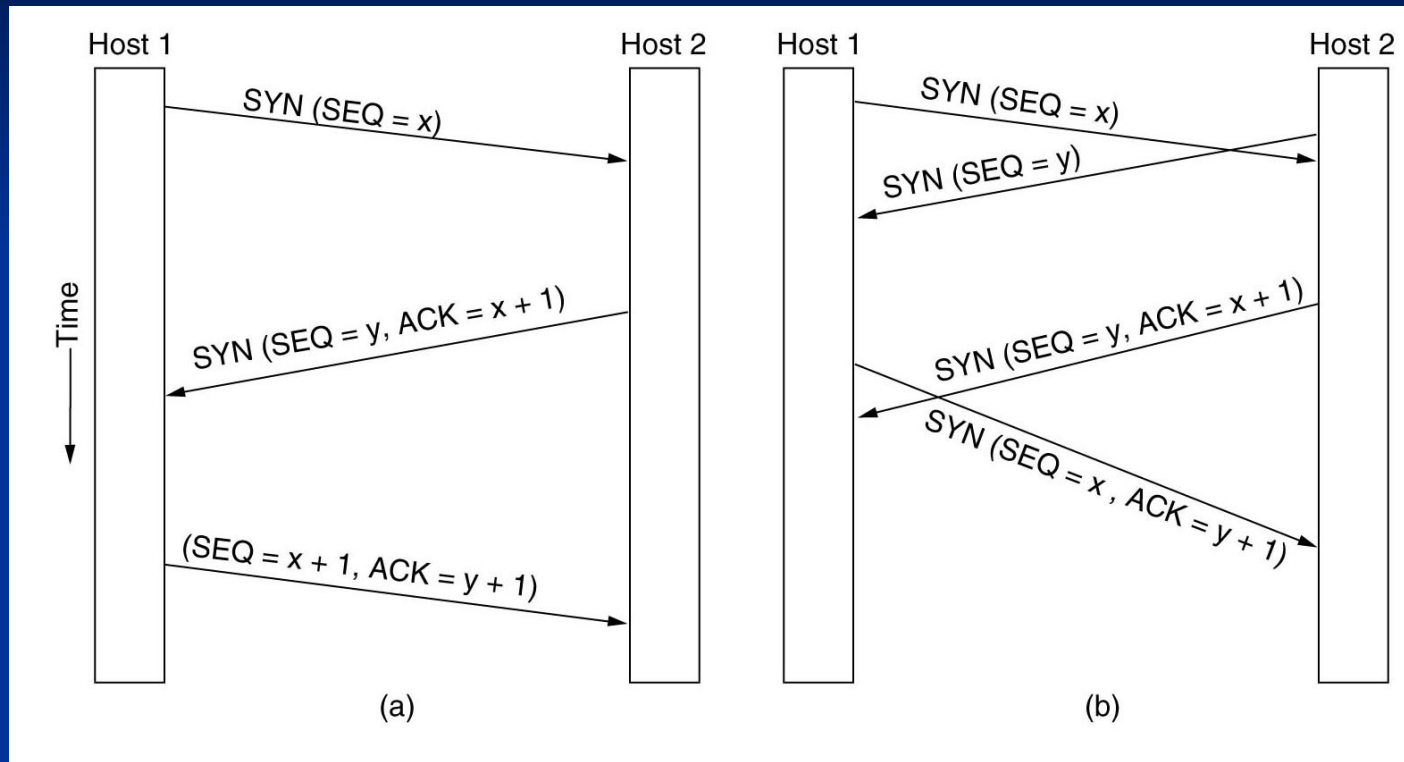 Host 1
Host 2
SYN (SEQ = x)
SYN (SEQ = y, ACK = x + 1)
(SEQ = x + 1, ACK = y + 1)
Time
(a)
Host 1
Host 2
SYN (SEQ = x)
SYN (SEQ = y)
SYN (SEQ = y, ACK = x + 1)
SYN (SEQ = x , ACK = y + 1)
(b)